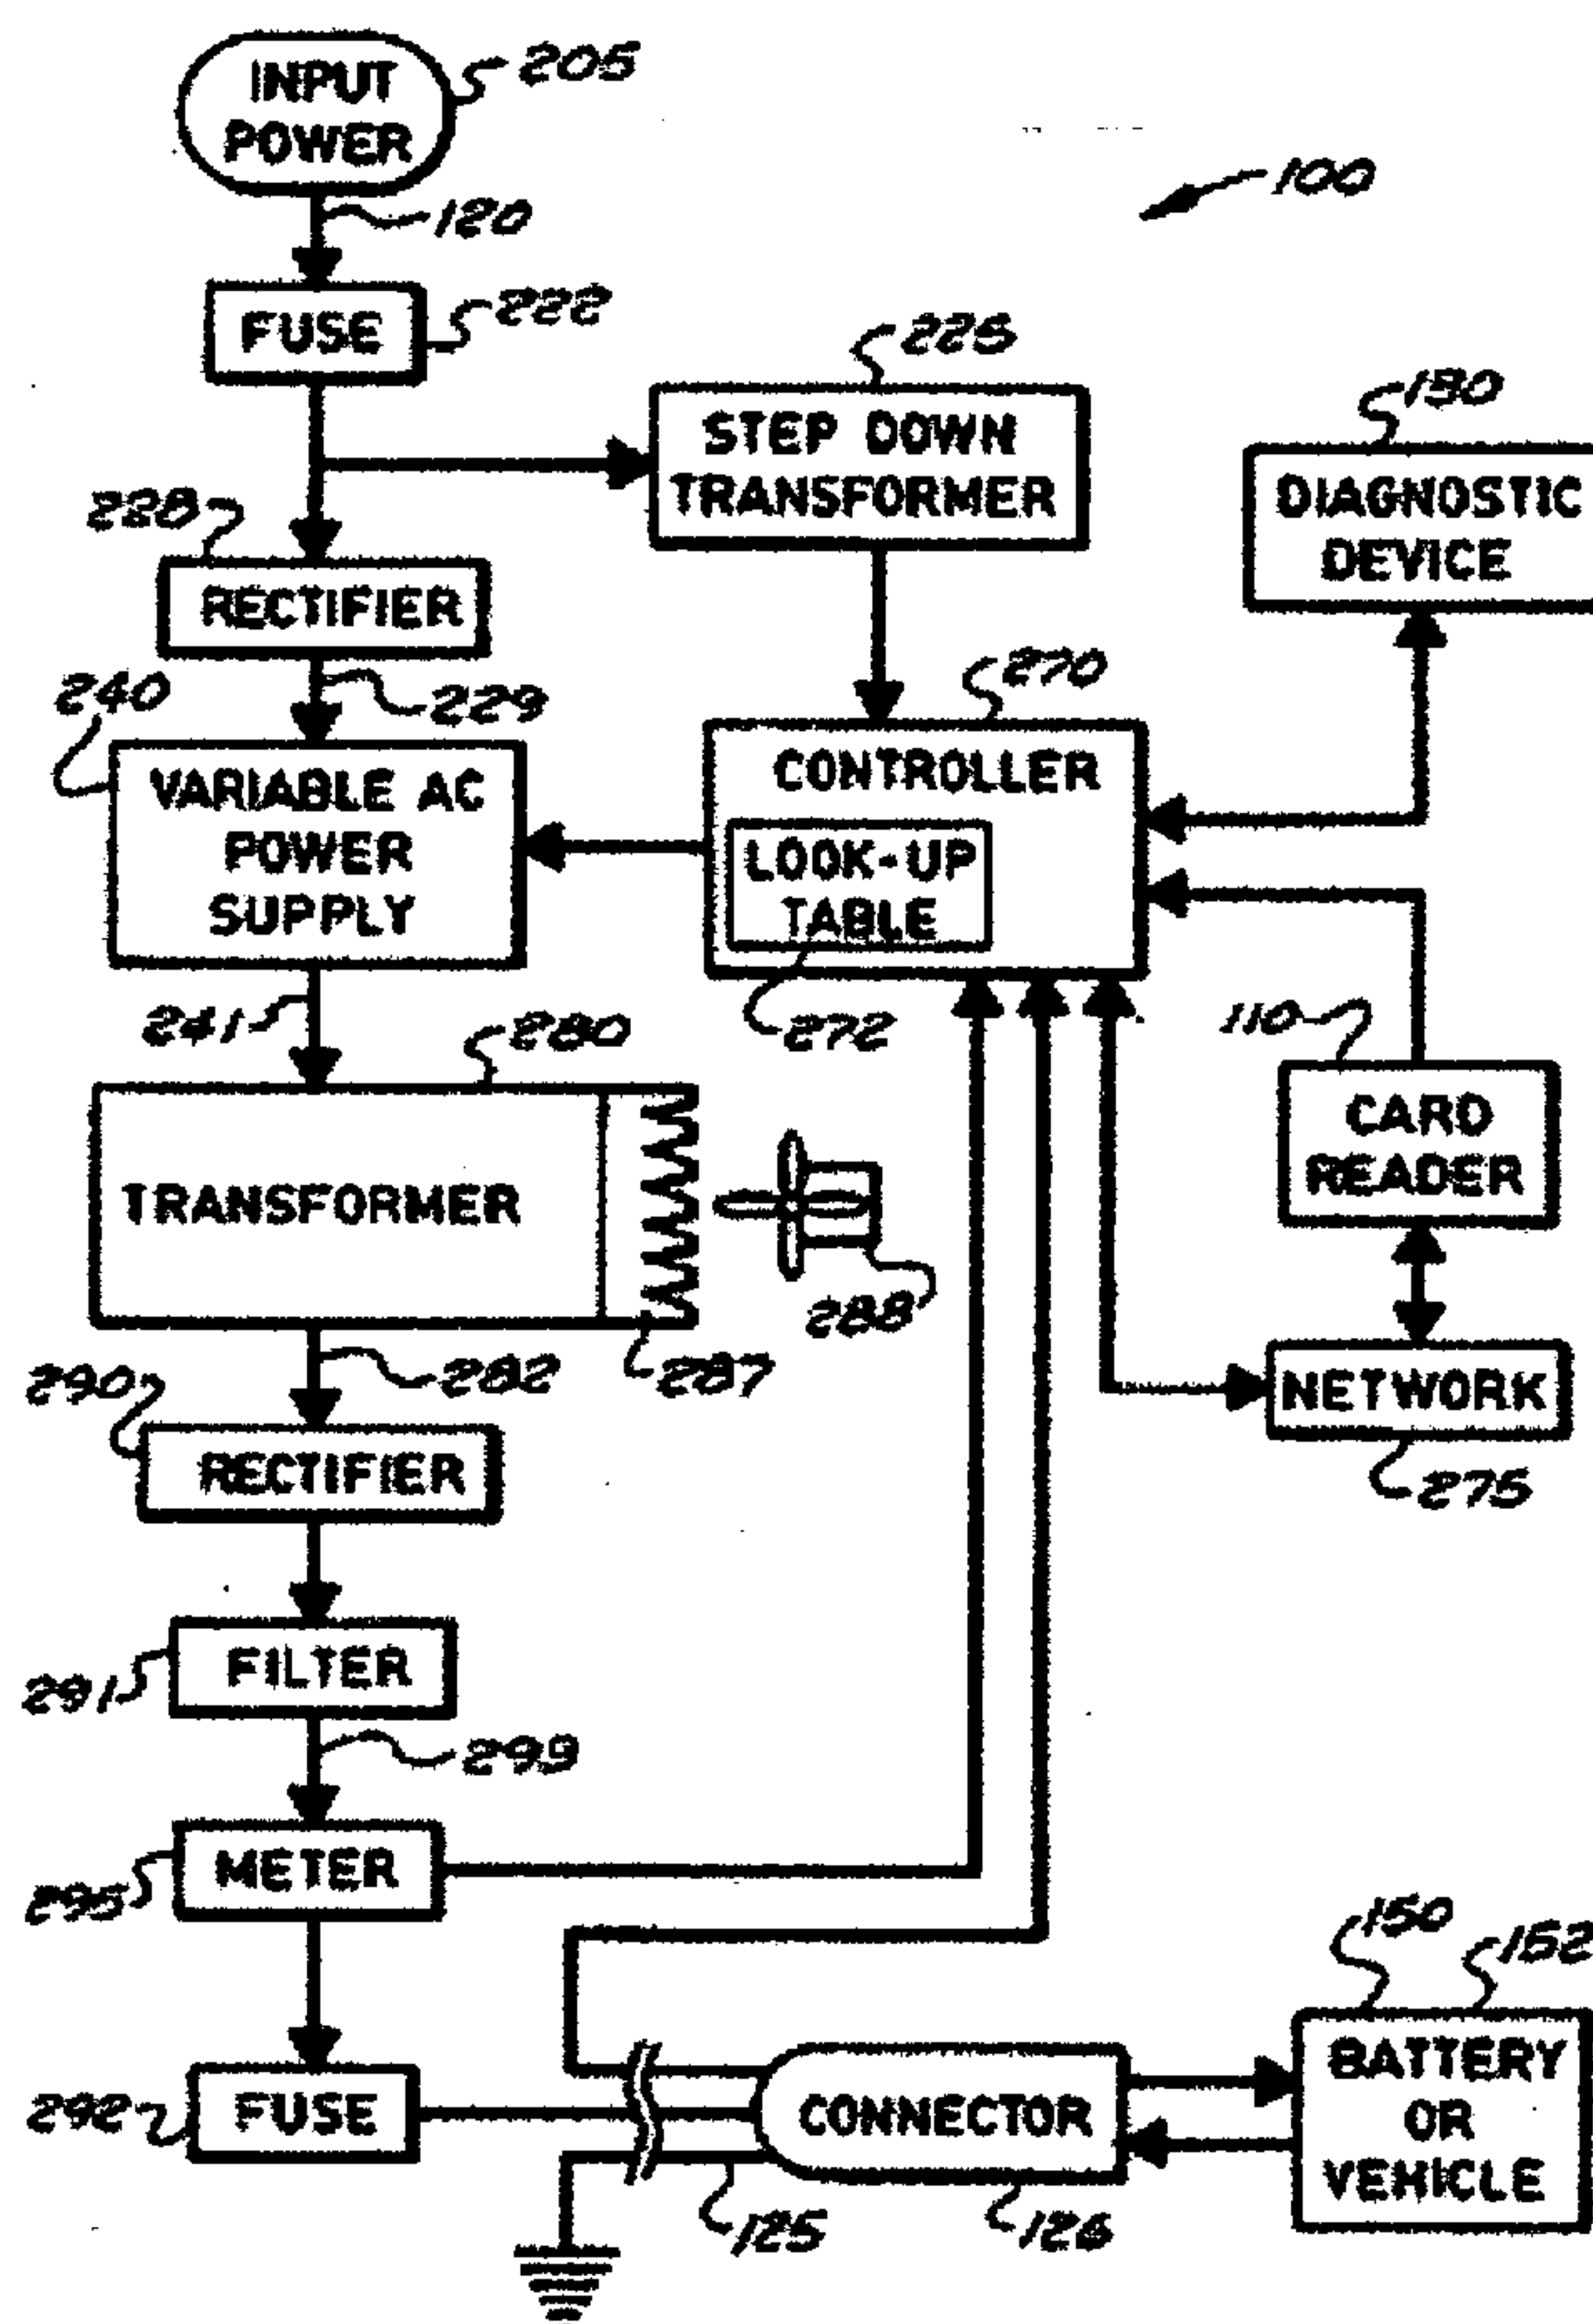 INPUT
POWER
205
120
100
FUSE
222
226
STEP DOWN
TRANSFORMER
190
DIAGNOSTIC
DEVICE
228
RECTIFIER
240
229
270
VARIABLE AC
POWER
SUPPLY
CONTROLLER
LOOK-UP
TABLE
241
280
272
110
CARD
READER
TRANSFORMER
288
287
290
282
NETWORK
275
RECTIFIER
FILTER
291
299
METER
295
150
152
BATTERY
OR
VEHICLE
292
FUSE
CONNECTOR
125
126